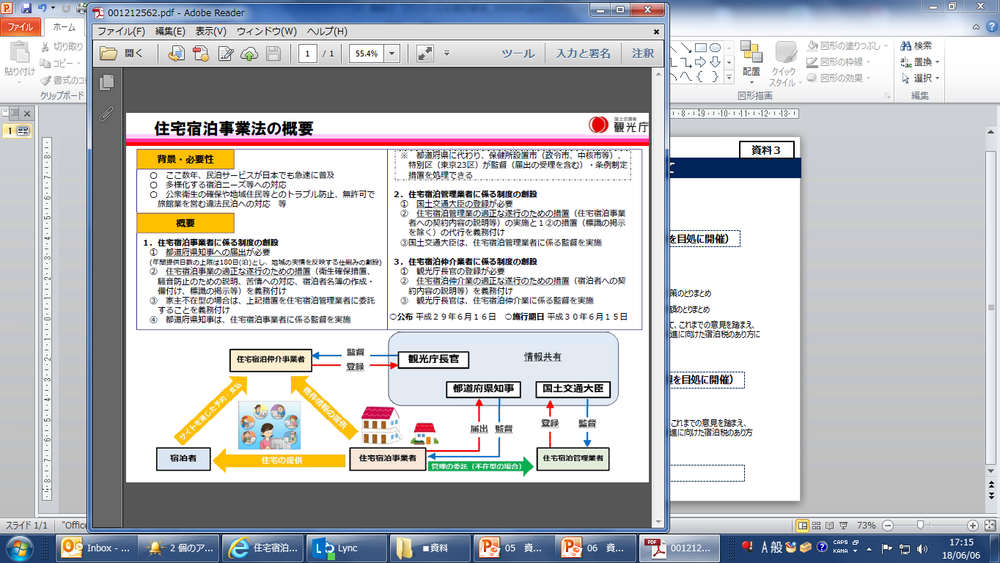 001212562.pdf - Adobe Reader
ファイル
ホーム
貼り付け
切り取り
コピー
書式のコピ
クリップボード
ファイル(F) 編集(E) 表示(V) ウィンドウ(W) ヘルプ(H)
開く
1 / 1
55.4%
ツール
入力と署名
注釈
配置
クイック
スタイル
図形の塗りつぶし
図形の枠線
図形の効果
図形描画
検索
置換
選択
編集
住宅宿泊事業法の概要
国土交通省
観光庁
背景・必要性
○ ここ数年、民泊サービスが日本でも急速に普及
○ 多様化する宿泊ニーズ等への対応
○ 公衆衛生の確保や地域住民等とのトラブル防止、無許可で
旅館業を営む違法民泊への対応 等
概要
1．住宅宿泊事業者に係る制度の創設
① 都道府県知事への届出が必要
(年間提供日数の上限は180日(泊)とし、地域の実情を反映する仕組みの創設)
② 住宅宿泊事業の適正な遂行のための措置（衛生確保措置、
騒音防止のための説明、苦情への対応、宿泊者名簿の作成・
備付け、標識の掲示等）を義務付け
③ 家主不在型の場合は、上記措置を住宅宿泊管理業者に委託
することを義務付け
④ 都道府県知事は、住宅宿泊事業者に係る監督を実施
※ 都道府県に代わり、保健所設置市（政令市、中核市等）、
特別区（東京23区）が監督（届出の受理を含む）・条例制定
措置を処理できる
2．住宅宿泊管理業者に係る制度の創設
① 国土交通大臣の登録が必要
② 住宅宿泊管理業の適正な遂行のための措置（住宅宿泊事業
者への契約内容の説明等）の実施と１②の措置（標識の掲示
を除く）の代行を義務付け
③国土交通大臣は、住宅宿泊管理業者に係る監督を実施
3．住宅宿泊仲介業者に係る制度の創設
① 観光庁長官の登録が必要
② 住宅宿泊仲介業の適正な遂行のための措置（宿泊者への契
約内容の説明等）を義務付け
③ 観光庁長官は、住宅宿泊仲介業に係る監督を実施
○公布 平成２９年６月１６日 ○施行期日 平成３０年６月１５日
住宅宿泊仲介事業者
監督
登録
観光庁長官
情報共有
都道府県知事
国土交通大臣
サイトを通じた予約・支払
物件情報の提供
届出
監督
登録
監督
宿泊者
住宅の提供
住宅宿泊事業者
管理の委託（不在型の場合）
住宅宿泊管理業者
資料３
を目処に開催）
策のとりまとめ
額のとりまとめ
て、これまでの意見を踏まえ、
進に向けた宿泊税のあり方に
を目処に開催）
これまでの意見を踏まえ、
進に向けた宿泊税のあり方
スライド 1/1
"Office
73%
Inbox - ...
2 個のア...
住宅宿泊...
Lync
■資料
05 資...
06 資...
001212...
A 般
CAPS
KANA
17:15
18/06/06